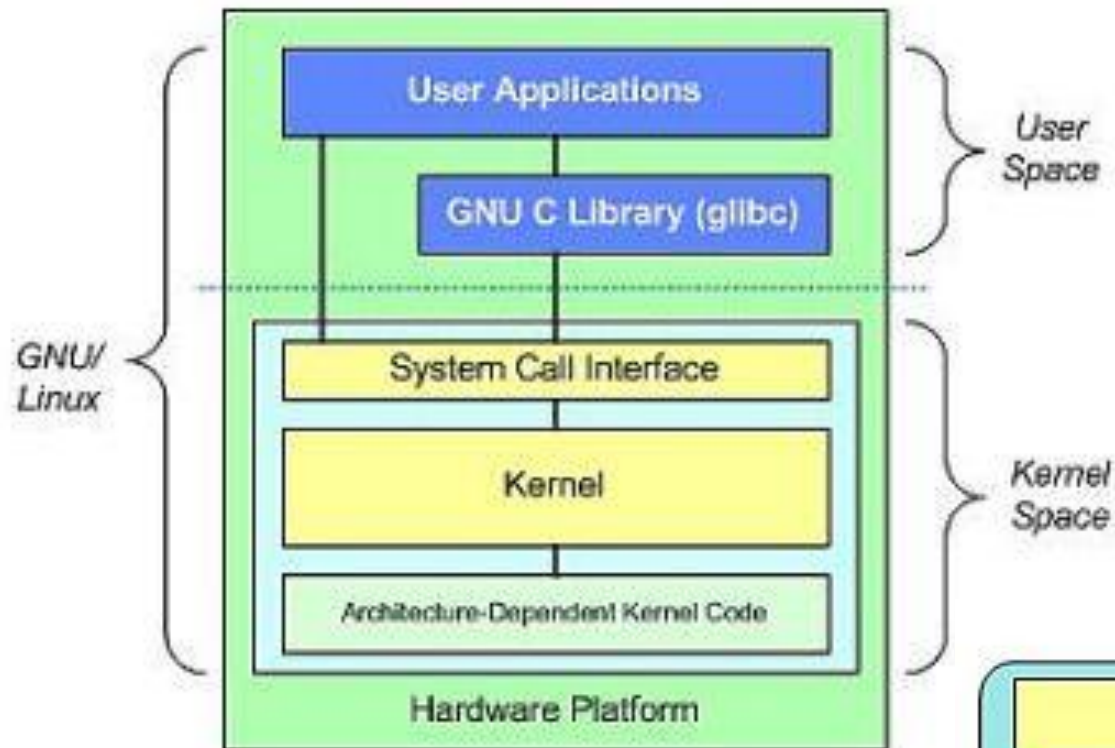 User Applications
User
Space
GNU C Library (glibc)
GNU/
Linux
System Call Interface
Kernel
Kernel
Space
Architecture-Dependent Kernel Code
Hardware Platform